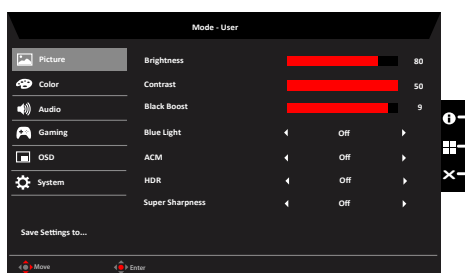 Mode - User
Picture
Brightness 80
Color
Contrast 50
Audio
Black Boost 9
Gaming
Blue Light Off
OSD
ACM Off
System
HDR Off
Super Sharpness Off
Save Settings to...
Move Enter